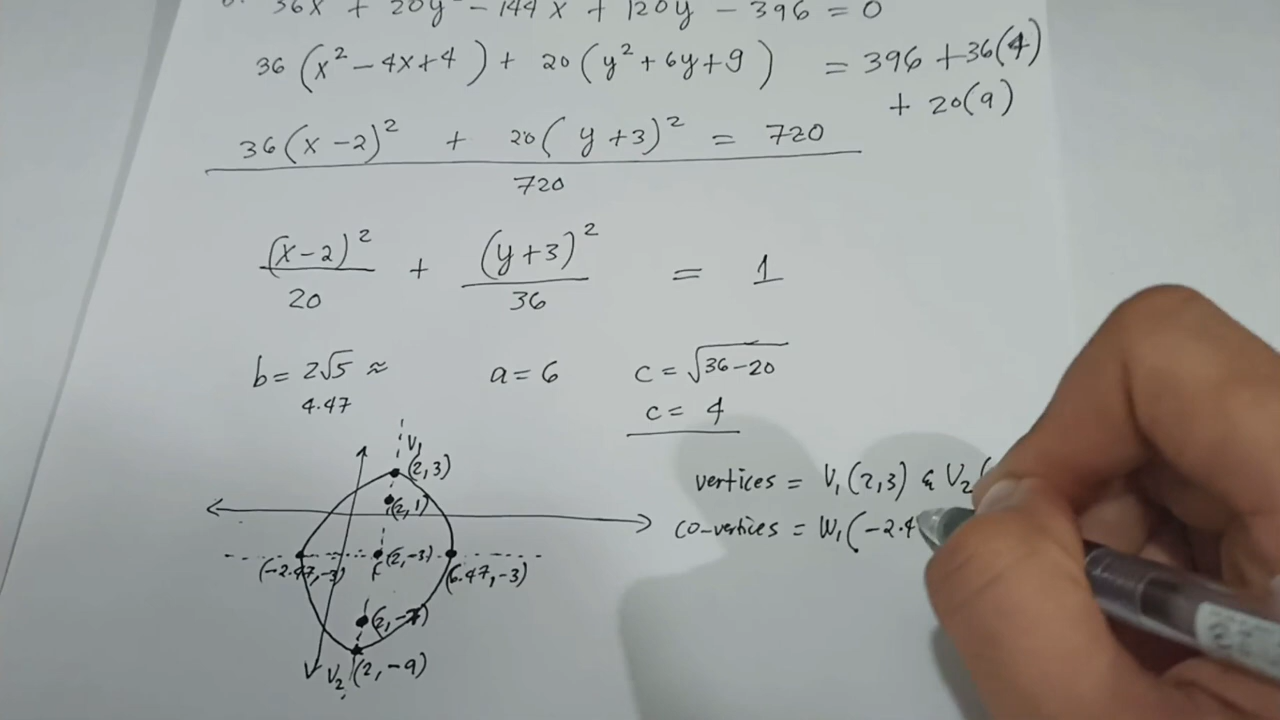 36x + 20y² - 144x + 120y - 396 = 0
36 (x² - 4x + 4) + 20 (y² + 6y + 9) = 396 + 36(4)
+ 20(9)
36(x - 2)² + 20(y + 3)² = 720
720
(x - 2)² + (y + 3)² = 1
20 36
b = 2√5 ≈ a = 6 c = √36-20
4.47 c = 4
V₁
(2,3)
(2,1)
(2,-3)
(-2.47,-3) (6.47,-3)
(2,-7)
V₂ (2,-9)
vertices = V₁(2,3) & V₂(
co-vertices = W₁(-2.4